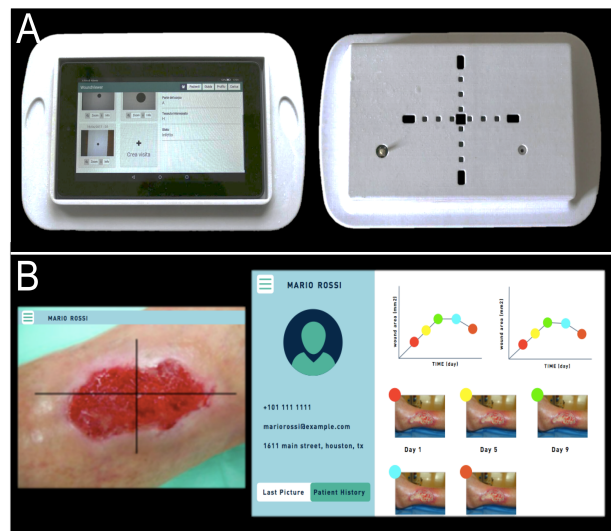 A
Crea visita
B
MARIO ROSSI
MARIO ROSSI
+101 111 1111
mariorossi@example.com
1611 main street, houston, tx
Last Picture
Patient History
wound area (mm2)
TIME (day)
wound area (mm2)
TIME (day)
Day 1
Day 5
Day 9